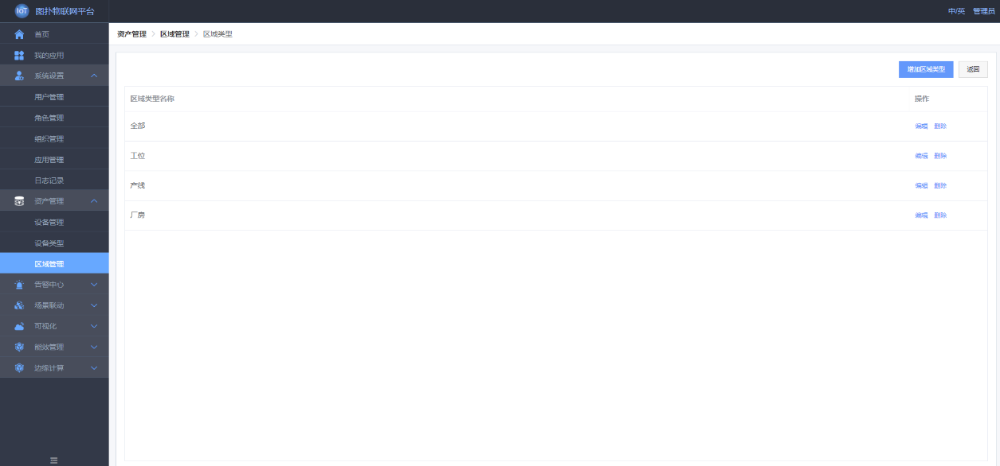 IOT 图扑物联网平台
中/英 管理员
首页
我的应用
系统设置
用户管理
角色管理
组织管理
应用管理
日志记录
资产管理
设备管理
设备类型
区域管理
告警中心
场景联动
可视化
能效管理
边缘计算
资产管理 > 区域管理 > 区域类型
增加区域类型 返回
区域类型名称 操作
全部 编辑 删除
工位 编辑 删除
产线 编辑 删除
厂房 编辑 删除